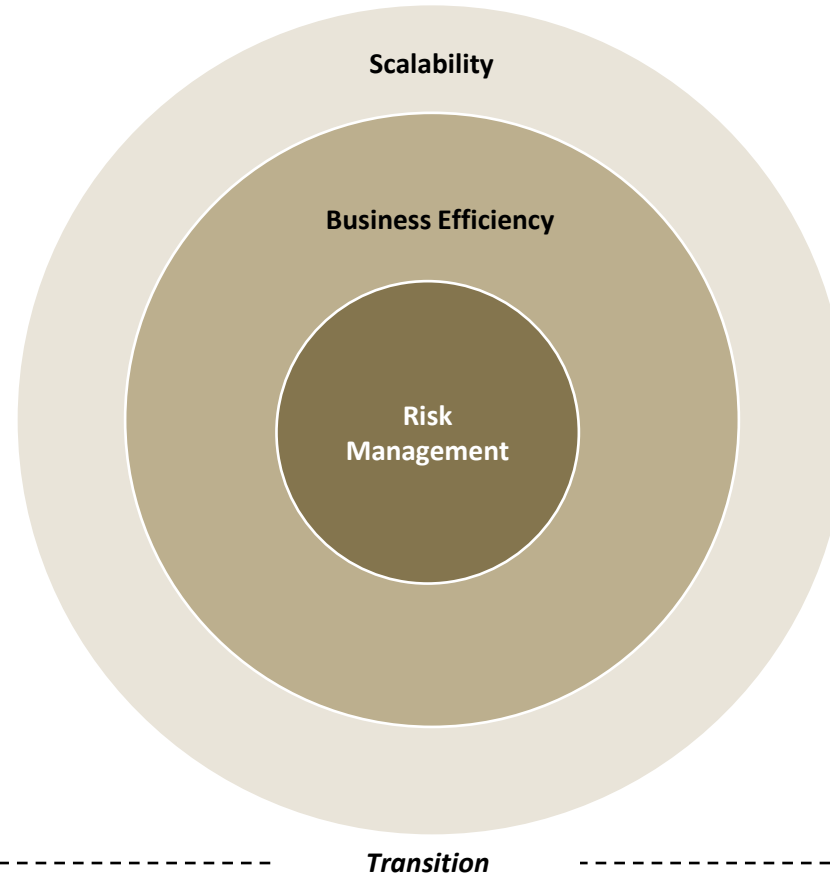 Scalability
Business Efficiency
Risk
Management
Transition